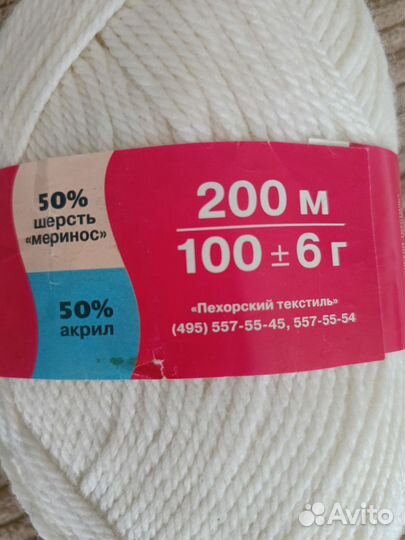 50%
шерсть
«меринос»
50%
акрил
200 м
100 ± 6 г
«Пехорский текстиль»
(495) 557-55-45, 557-55-54
Avito